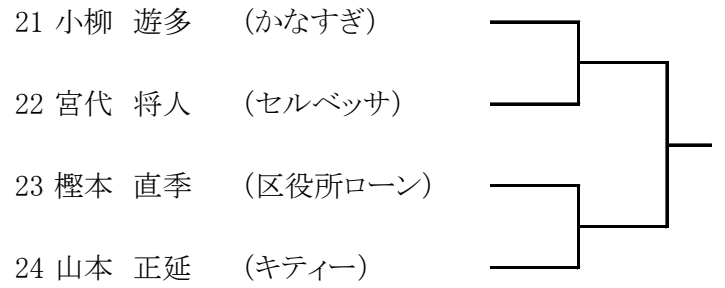 21 小柳 遊多 （かなすぎ）
22 宮代 将人 （セルベッサ）
23 樫本 直季 （区役所ローン）
24 山本 正延 （キティー）